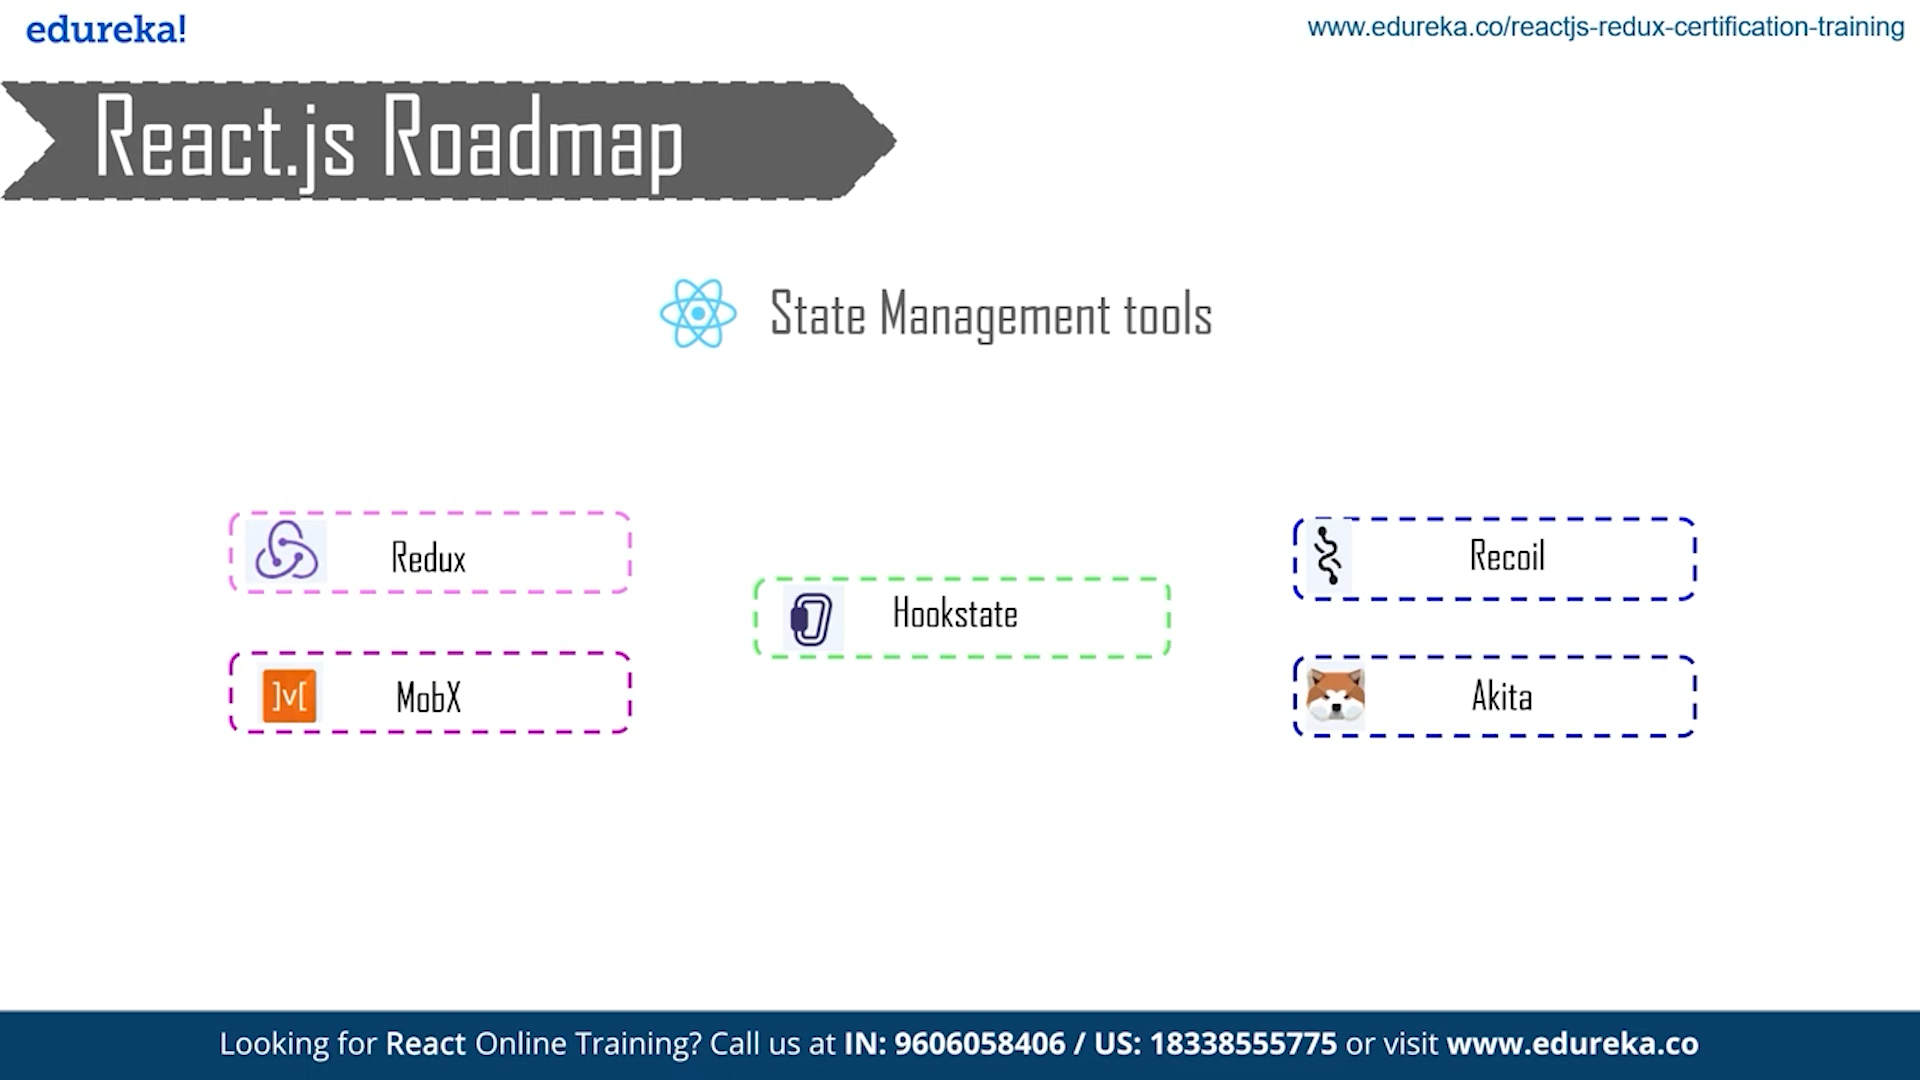 edureka!
www.edureka.co/reactjs-redux-certification-training
React.js Roadmap
State Management tools
Redux
MobX
Hookstate
Recoil
Akita
Looking for React Online Training? Call us at IN: 9606058406 / US: 18338555775 or visit www.edureka.co